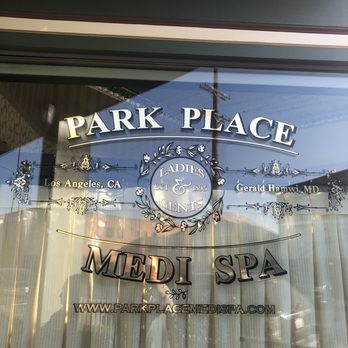 PARK PLACE
LADIES
Los Angeles, CA
&
Gerald Hamwi, MD
GENTS
MEDI SPA
WWW.PARKPLACEMEDISPA.COM